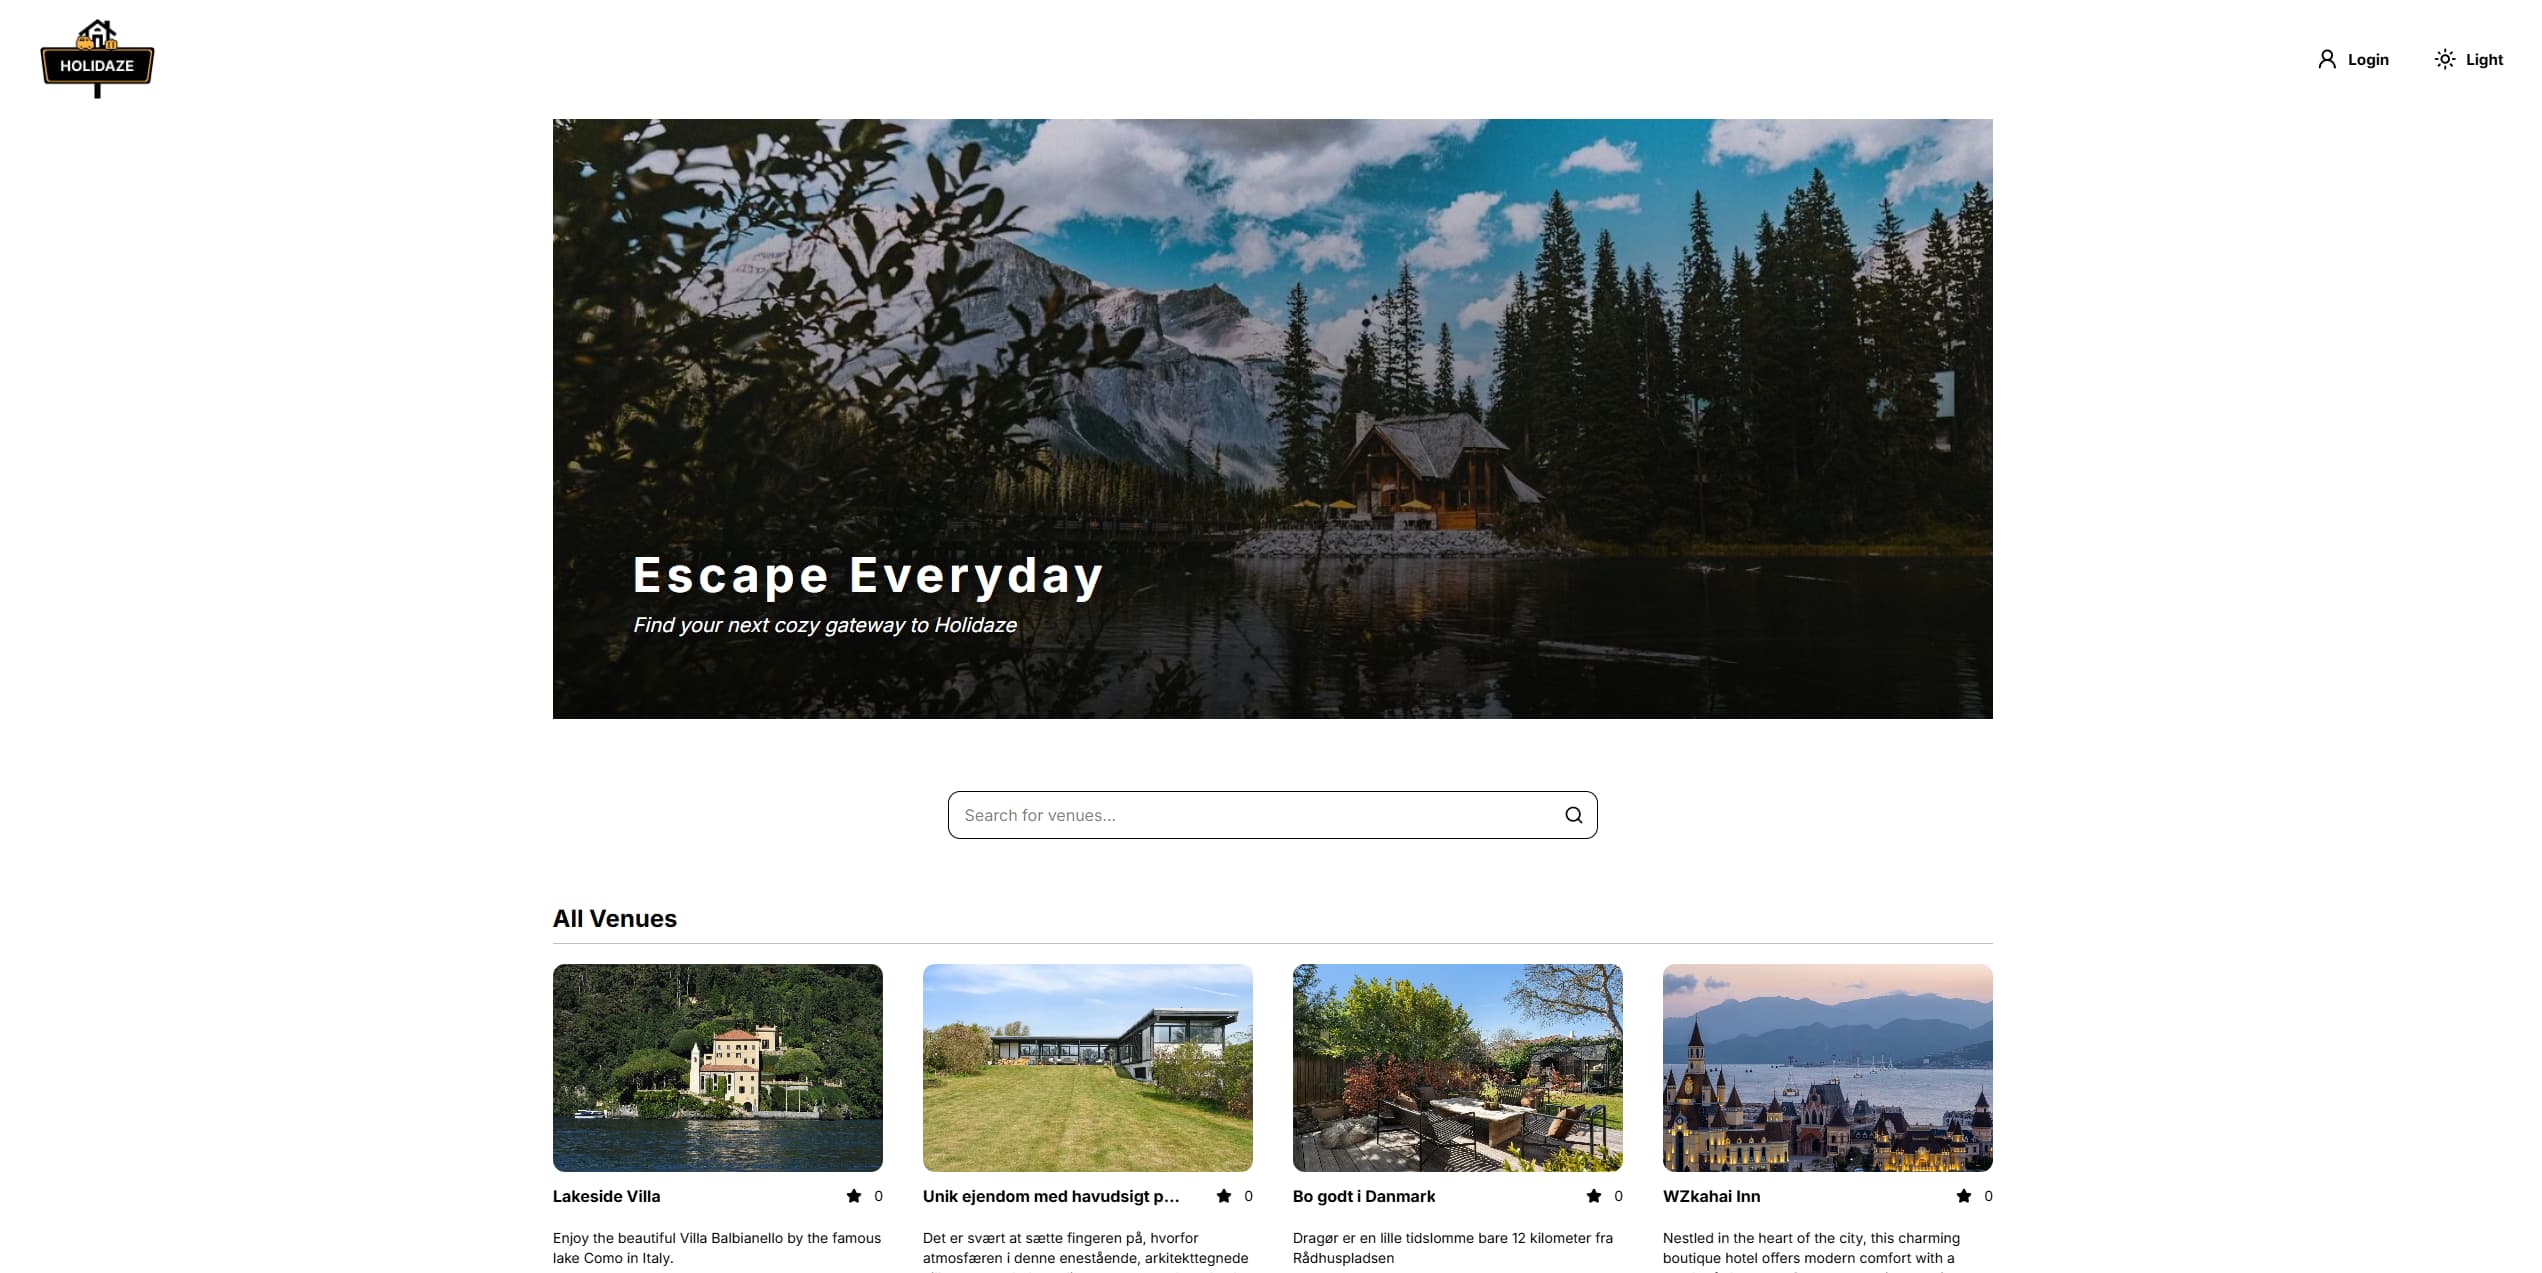 HOLIDAZE
Login
Light
Escape Everyday
Find your next cozy gateway to Holidaze
Search for venues...
All Venues
Lakeside Villa
0
Enjoy the beautiful Villa Balbianello by the famous
lake Como in Italy.
Unik ejendom med havudsigt p...
0
Det er svært at sætte fingeren på, hvorfor
atmosfæren i denne enestående, arkitekttegnede
Bo godt i Danmark
0
Dragør er en lille tidslomme bare 12 kilometer fra
Rådhuspladsen
WZkahai Inn
0
Nestled in the heart of the city, this charming
boutique hotel offers modern comfort with a